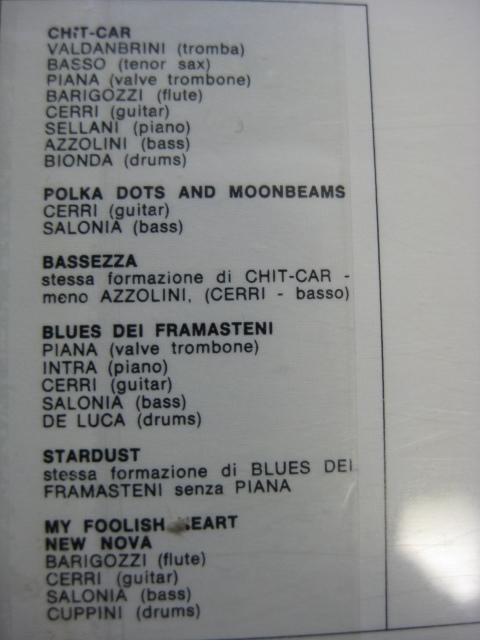 CHIT-CAR
VALDANBRINI (tromba)
BASSO (tenor sax)
PIANA (valve trombone)
BARIGOZZI (flute)
CERRI (guitar)
SELLANI (piano)
AZZOLINI (bass)
BIONDA (drums)
POLKA DOTS AND MOONBEAMS
CERRI (guitar)
SALONIA (bass)
BASSEZZA
stessa formazione di CHIT-CAR -
meno AZZOLINI, (CERRI - basso)
BLUES DEI FRAMASTENI
PIANA (valve trombone)
INTRA (piano)
CERRI (guitar)
SALONIA (bass)
DE LUCA (drums)
STARDUST
stessa formazione di BLUES DEI
FRAMASTENI senza PIANA
MY FOOLISH HEART
NEW NOVA
BARIGOZZI (flute)
CERRI (guitar)
SALONIA (bass)
CUPPINI (drums)